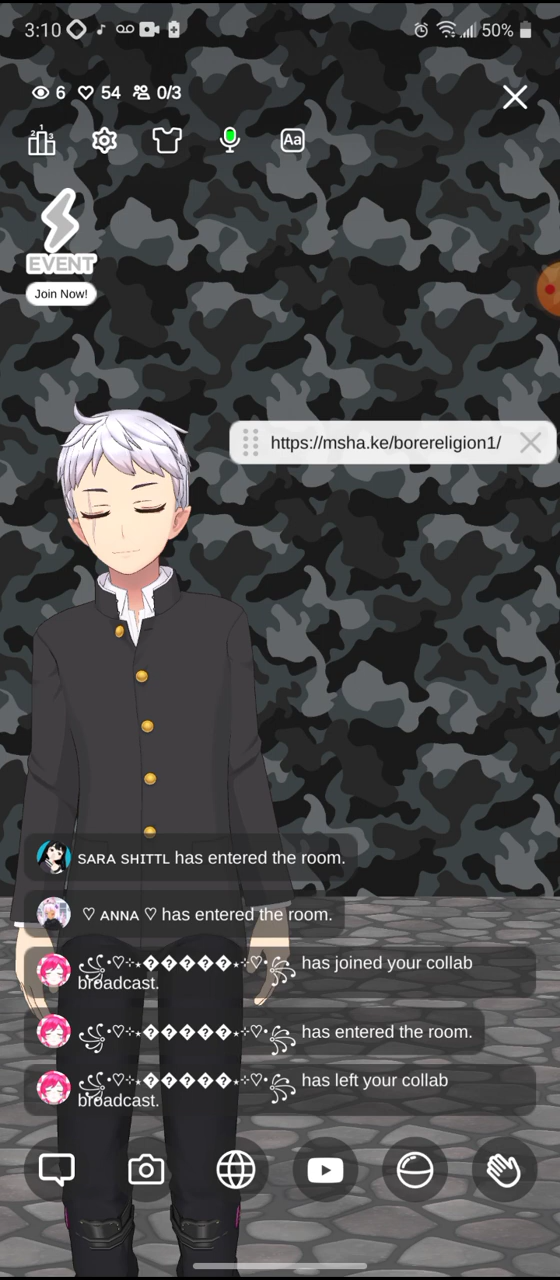 3:10 50%
6 54 0/3
Aa
EVENT
Join Now!
https://msha.ke/borereligion1/
SARA SHITTL has entered the room.
♡ ANNA ♡ has entered the room.
꧁•♡⊹⋆�����⋆⊹♡•꧂ has joined your collab
broadcast.
꧁•♡⊹⋆�����⋆⊹♡•꧂ has entered the room.
꧁•♡⊹⋆�����⋆⊹♡•꧂ has left your collab
broadcast.